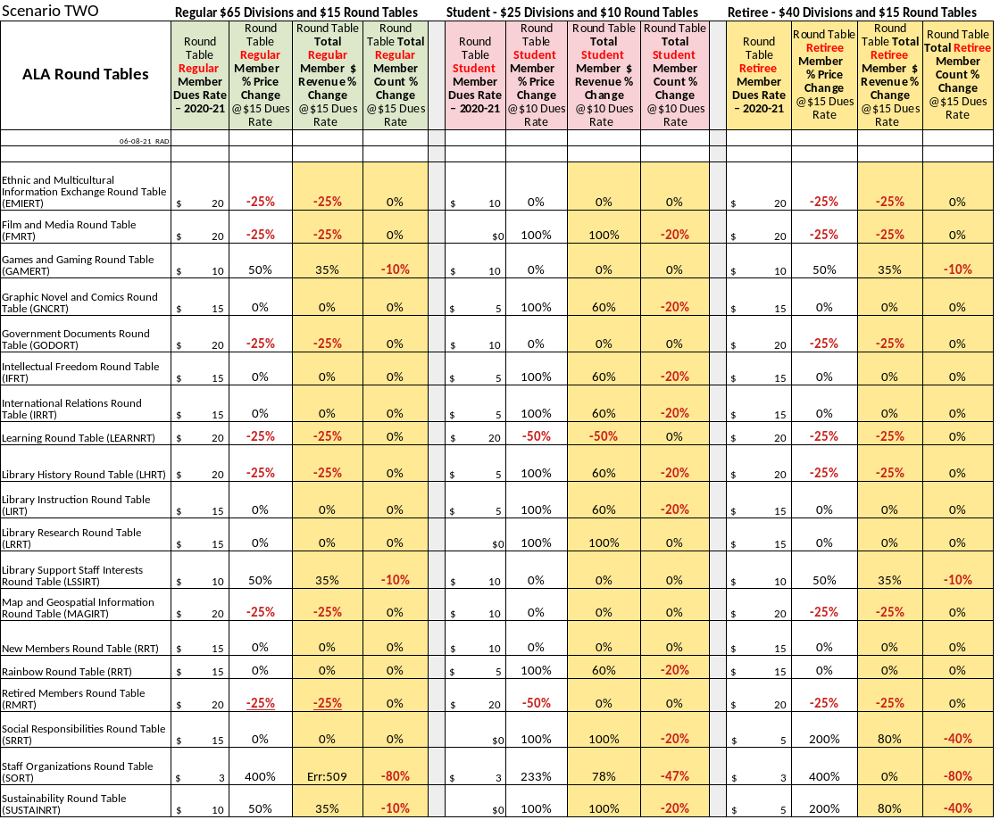 Scenario TWO Regular $65 Divisions and $15 Round Tables Student - $25 Divisions and $10 Round Tables Retiree - $40 Divisions and $15 Round Tables
ALA Round Tables
Round
Table
Regular
Member
Dues Rate
– 2020-21
Round
Table
Regular
Member
% Price
Change
@$15 Dues
Rate
Round Table
Total
Regular
Member $
Revenue %
Change
@$15 Dues
Rate
Round
Table Total
Regular
Member
Count %
Change
@$15 Dues
Rate
Round
Table
Student
Member
Dues Rate
– 2020-21
Round
Table
Student
Member
% Price
Change
@$10 Dues
Rate
Round Table
Total
Student
Member $
Revenue %
Change
@$10 Dues
Rate
Round Table
Total
Student
Member
Count %
Change
@$10 Dues
Rate
Round
Table
Retiree
Member
Dues Rate
– 2020-21
Round Table
Retiree
Member
% Price
Change
@$15 Dues
Rate
Round
Table Total
Retiree
Member $
Revenue %
Change
@$15 Dues
Rate
Round Table
Total Retiree
Member
Count %
Change
@$15 Dues
Rate
06-08-21 RAD
Ethnic and Multicultural
Information Exchange Round Table
(EMIERT) $ 20 -25% -25% 0% $ 10 0% 0% 0% $ 20 -25% -25% 0%
Film and Media Round Table
(FMRT) $ 20 -25% -25% 0% $0 100% 100% -20% $ 20 -25% -25% 0%
Games and Gaming Round Table
(GAMERT) $ 10 50% 35% -10% $ 10 0% 0% 0% $ 10 50% 35% -10%
Graphic Novel and Comics Round
Table (GNCRT) $ 15 0% 0% 0% $ 5 100% 60% -20% $ 15 0% 0% 0%
Government Documents Round
Table (GODORT) $ 20 -25% -25% 0% $ 10 0% 0% 0% $ 20 -25% -25% 0%
Intellectual Freedom Round Table
(IFRT) $ 15 0% 0% 0% $ 5 100% 60% -20% $ 15 0% 0% 0%
International Relations Round
Table (IRRT) $ 15 0% 0% 0% $ 5 100% 60% -20% $ 15 0% 0% 0%
Learning Round Table (LEARNRT) $ 20 -25% -25% 0% $ 20 -50% -50% 0% $ 20 -25% -25% 0%
Library History Round Table (LHRT) $ 20 -25% -25% 0% $ 5 100% 60% -20% $ 20 -25% -25% 0%
Library Instruction Round Table
(LIRT) $ 15 0% 0% 0% $ 5 100% 60% -20% $ 15 0% 0% 0%
Library Research Round Table
(LRRT) $ 15 0% 0% 0% $0 100% 100% 0% $ 15 0% 0% 0%
Library Support Staff Interests
Round Table (LSSIRT) $ 10 50% 35% -10% $ 10 0% 0% 0% $ 10 50% 35% -10%
Map and Geospatial Information
Round Table (MAGIRT) $ 20 -25% -25% 0% $ 10 0% 0% 0% $ 20 -25% -25% 0%
New Members Round Table (RRT) $ 15 0% 0% 0% $ 10 0% 0% 0% $ 15 0% 0% 0%
Rainbow Round Table (RRT) $ 15 0% 0% 0% $ 5 100% 60% -20% $ 15 0% 0% 0%
Retired Members Round Table
(RMRT) $ 20 -25% -25% 0% $ 20 -50% 0% 0% $ 20 -25% -25% 0%
Social Responsibilities Round Table
(SRRT) $ 15 0% 0% 0% $0 100% 100% -20% $ 5 200% 80% -40%
Staff Organizations Round Table
(SORT) $ 3 400% Err:509 -80% $ 3 233% 78% -47% $ 3 400% 0% -80%
Sustainability Round Table
(SUSTAINRT) $ 10 50% 35% -10% $0 100% 100% -20% $ 5 200% 80% -40%